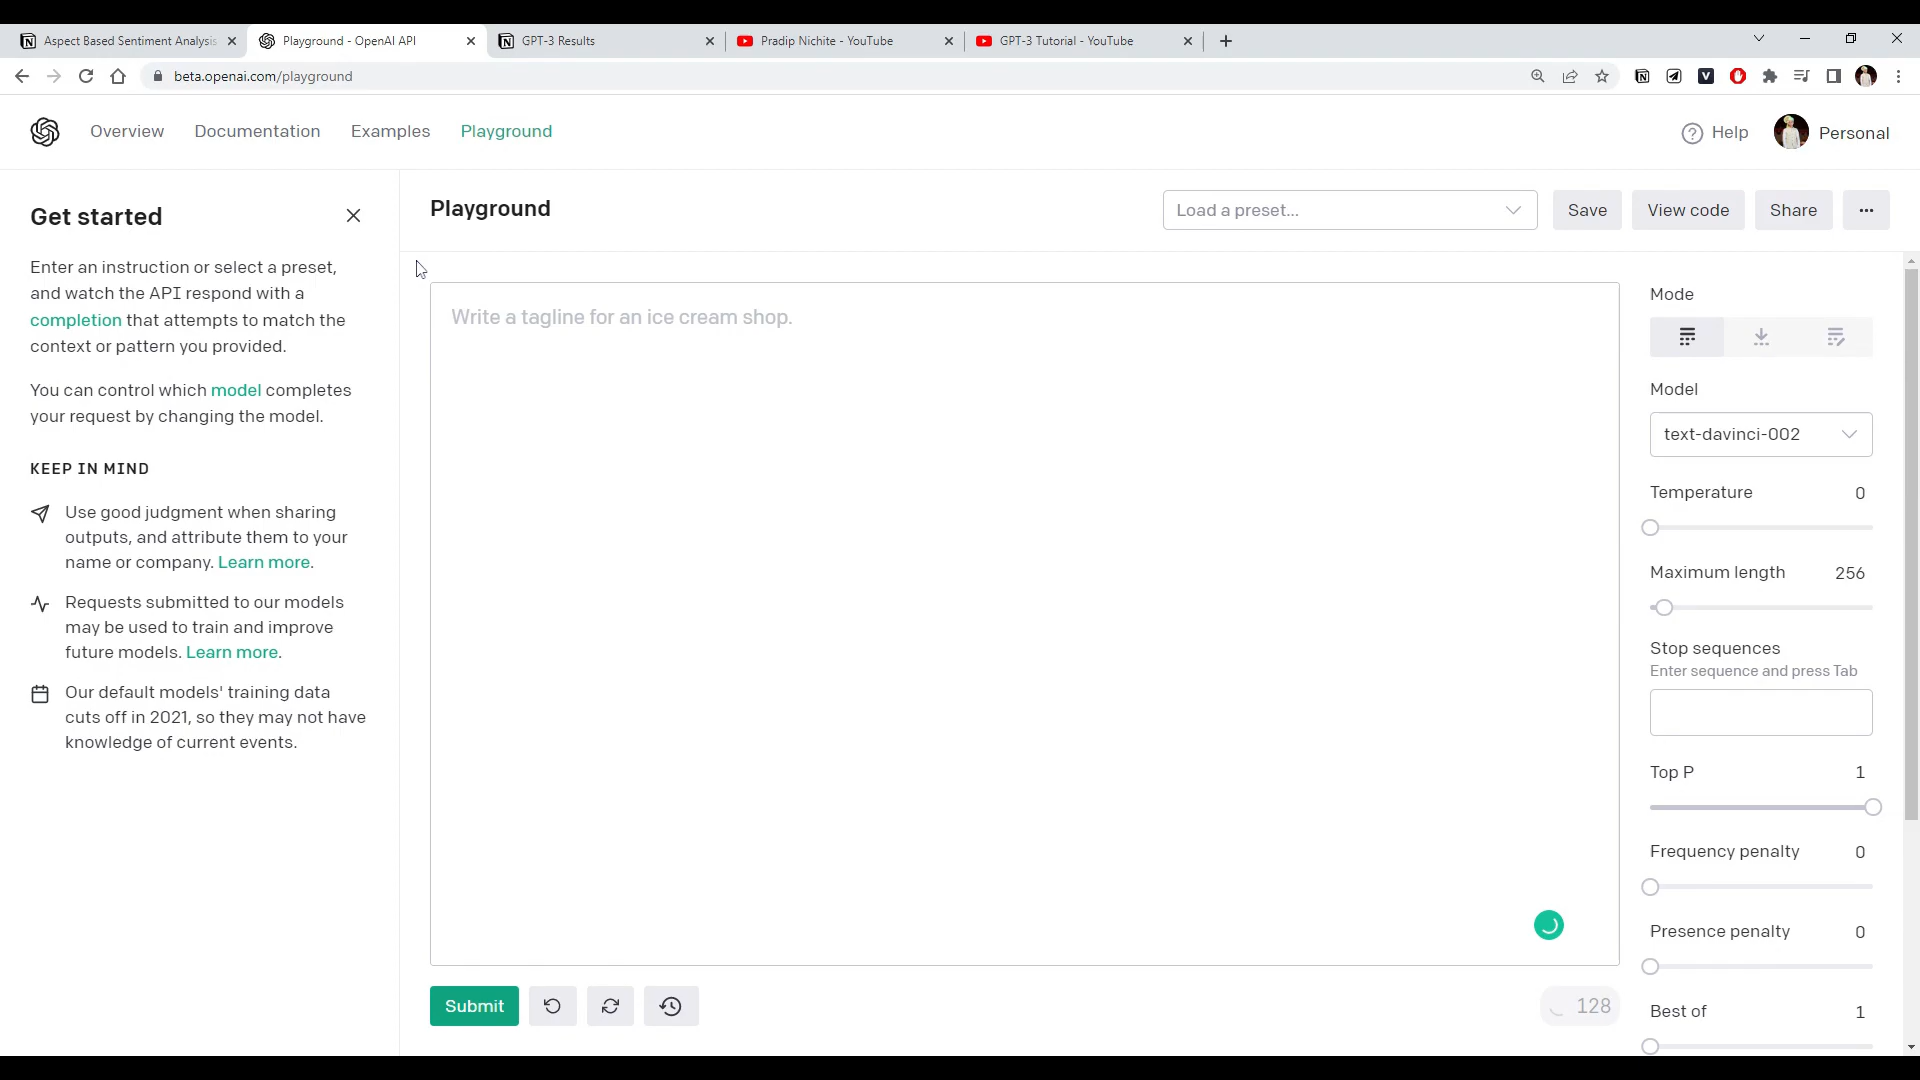 Aspect Based Sentiment Analysis
Playground - OpenAI API
GPT-3 Results
Pradip Nichite - YouTube
GPT-3 Tutorial - YouTube
beta.openai.com/playground
V
Overview
Documentation
Examples
Playground
Help
Personal
Get started
Enter an instruction or select a preset,
and watch the API respond with a
completion that attempts to match the
context or pattern you provided.
You can control which model completes
your request by changing the model.
KEEP IN MIND
Use good judgment when sharing
outputs, and attribute them to your
name or company. Learn more.
Requests submitted to our models
may be used to train and improve
future models. Learn more.
Our default models' training data
cuts off in 2021, so they may not have
knowledge of current events.
Playground
Load a preset...
Save
View code
Share
...
Write a tagline for an ice cream shop.
Submit
128
Mode
Model
text-davinci-002
Temperature 0
Maximum length 256
Stop sequences
Enter sequence and press Tab
Top P 1
Frequency penalty 0
Presence penalty 0
Best of 1